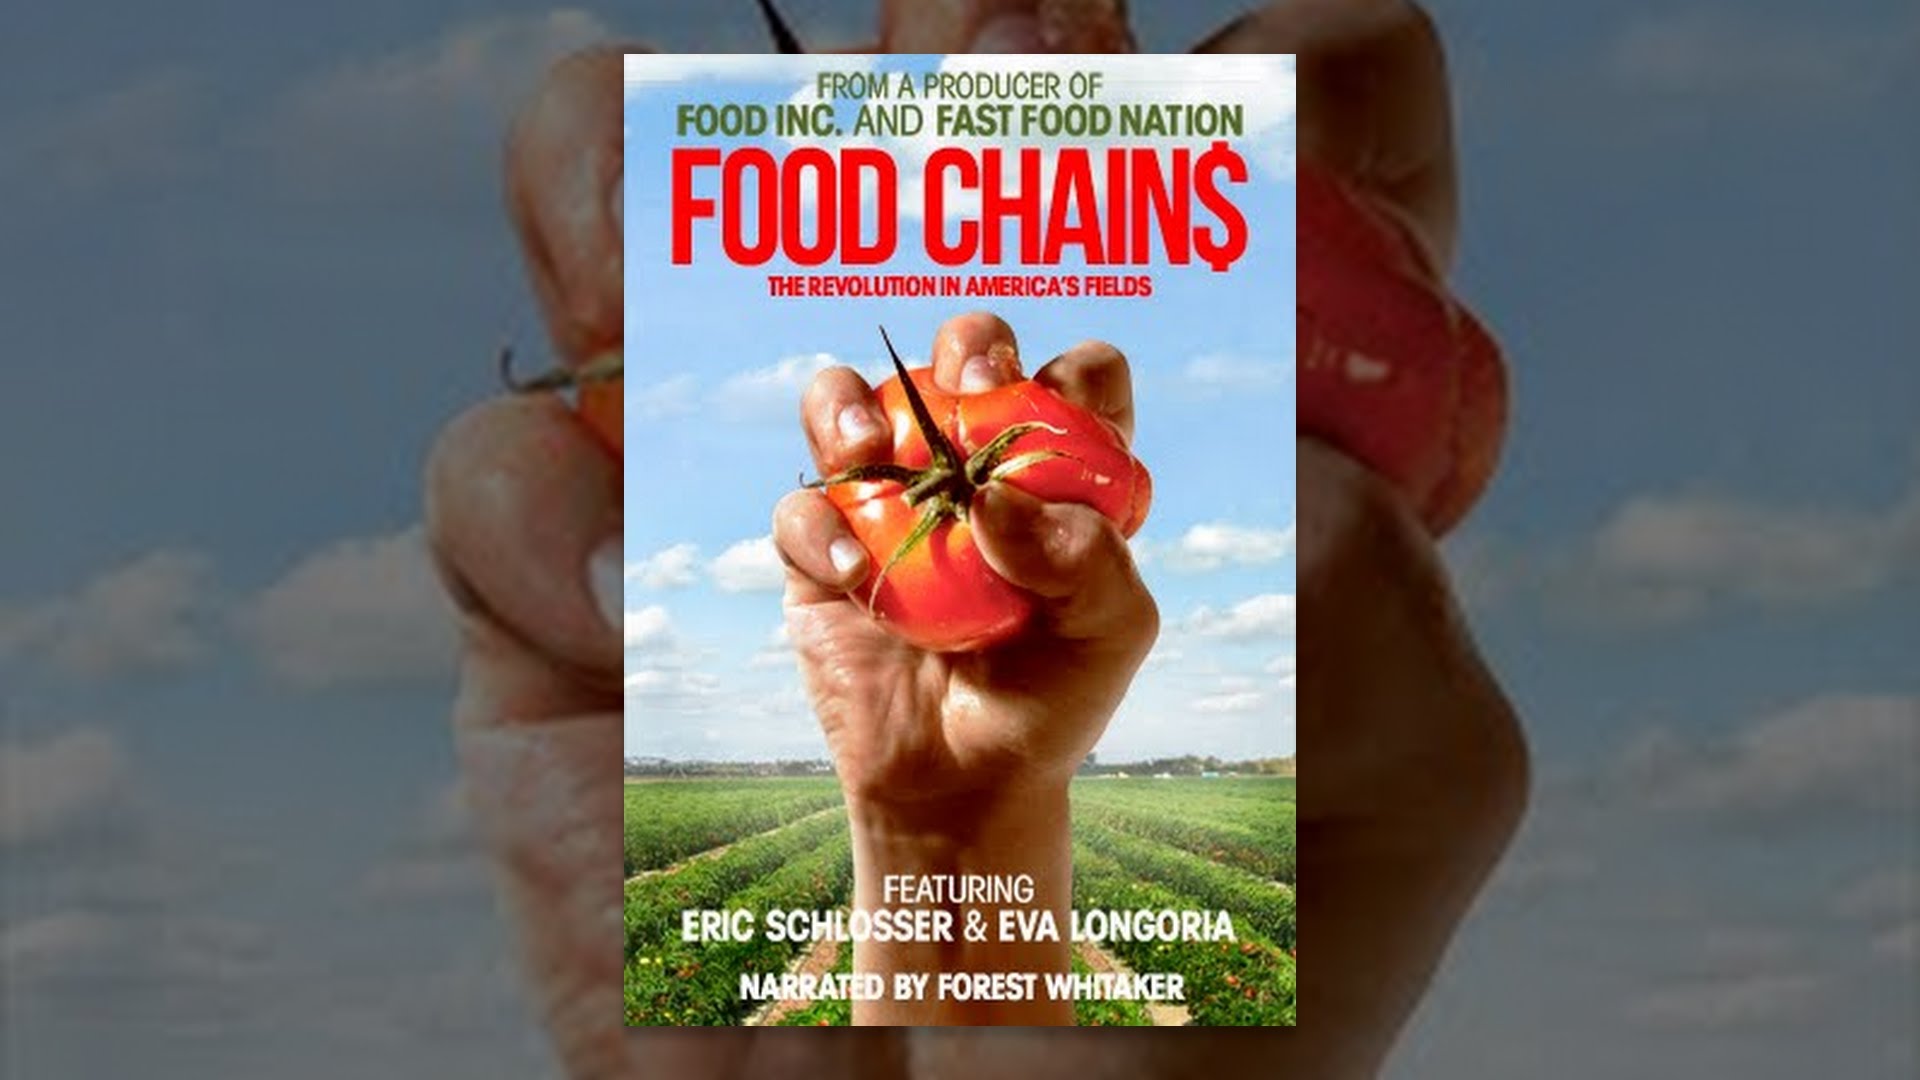 FROM A PRODUCER OF
FOOD INC. AND FAST FOOD NATION
FOOD CHAIN$
THE REVOLUTION IN AMERICA'S FIELDS
FEATURING
ERIC SCHLOSSER & EVA LONGORIA
NARRATED BY FOREST WHITAKER